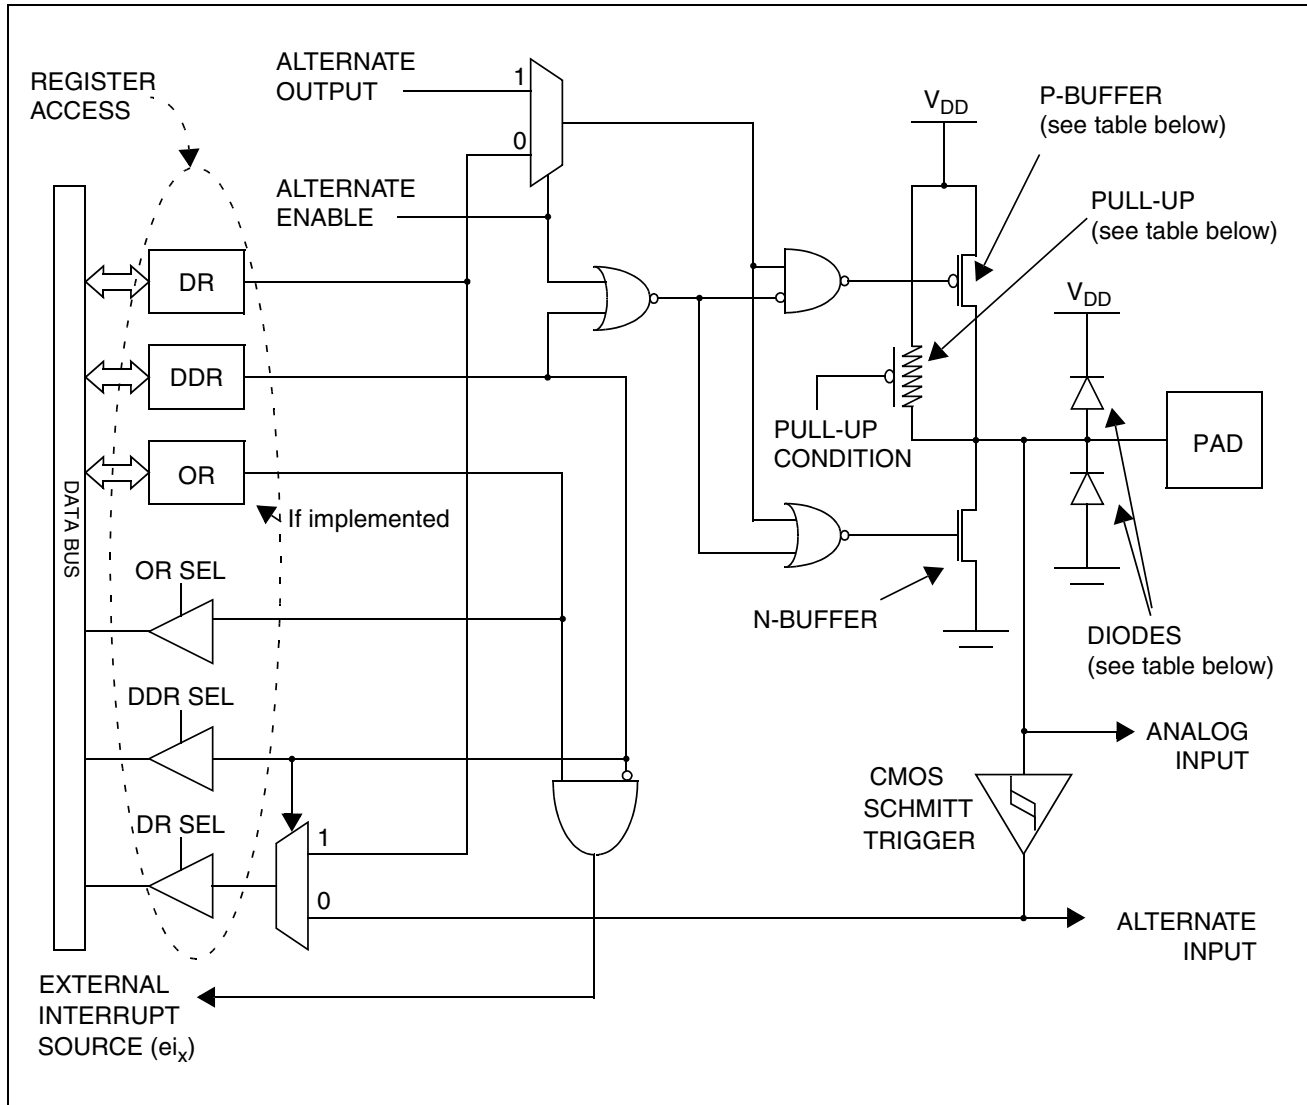 REGISTER
ACCESS
ALTERNATE
OUTPUT
1
0
ALTERNATE
ENABLE
VDD
P-BUFFER
(see table below)
PULL-UP
(see table below)
DR
DDR
OR
If implemented
DATA BUS
PULL-UP
CONDITION
VDD
PAD
OR SEL
N-BUFFER
DIODES
(see table below)
DDR SEL
ANALOG
INPUT
CMOS
SCHMITT
TRIGGER
DR SEL
1
0
ALTERNATE
INPUT
EXTERNAL
INTERRUPT
SOURCE (eix)